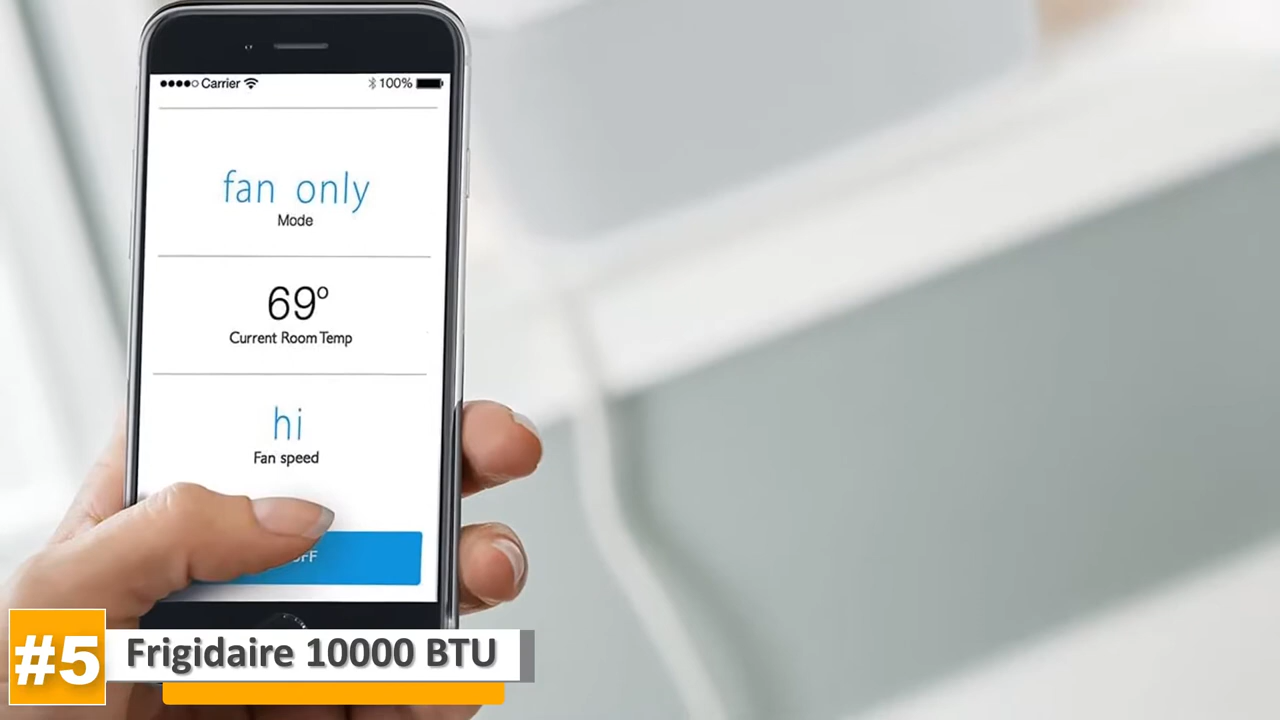 Carrier 100%
fan only
Mode
69°
Current Room Temp
hi
Fan speed
#5
Frigidaire 10000 BTU